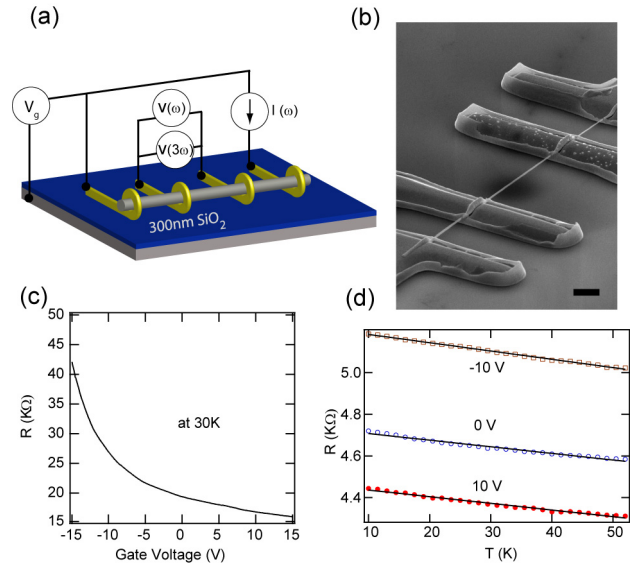 (a)
V_g
V(ω)
V(3ω)
I (ω)
300nm SiO₂
(b)
(c)
50
45
40
35
30
25
20
15
R (KΩ)
at 30K
-15
-10
-5
0
5
10
15
Gate Voltage (V)
(d)
5.0
4.8
4.6
4.4
R (KΩ)
-10 V
0 V
10 V
10
20
30
40
50
T (K)